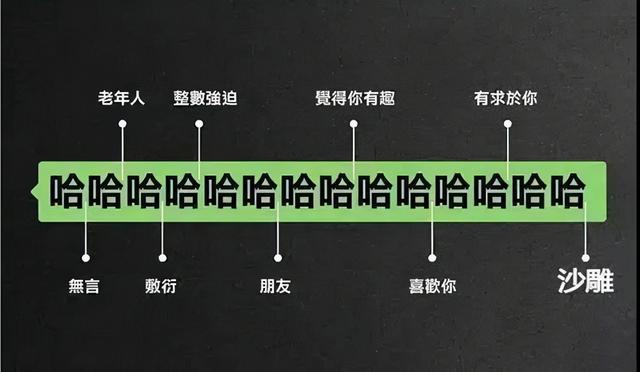 老年人 整數強迫 覺得你有趣 有求於你
哈哈哈哈哈哈哈哈哈哈哈哈哈哈
無言 敷衍 朋友 喜歡你 沙雕